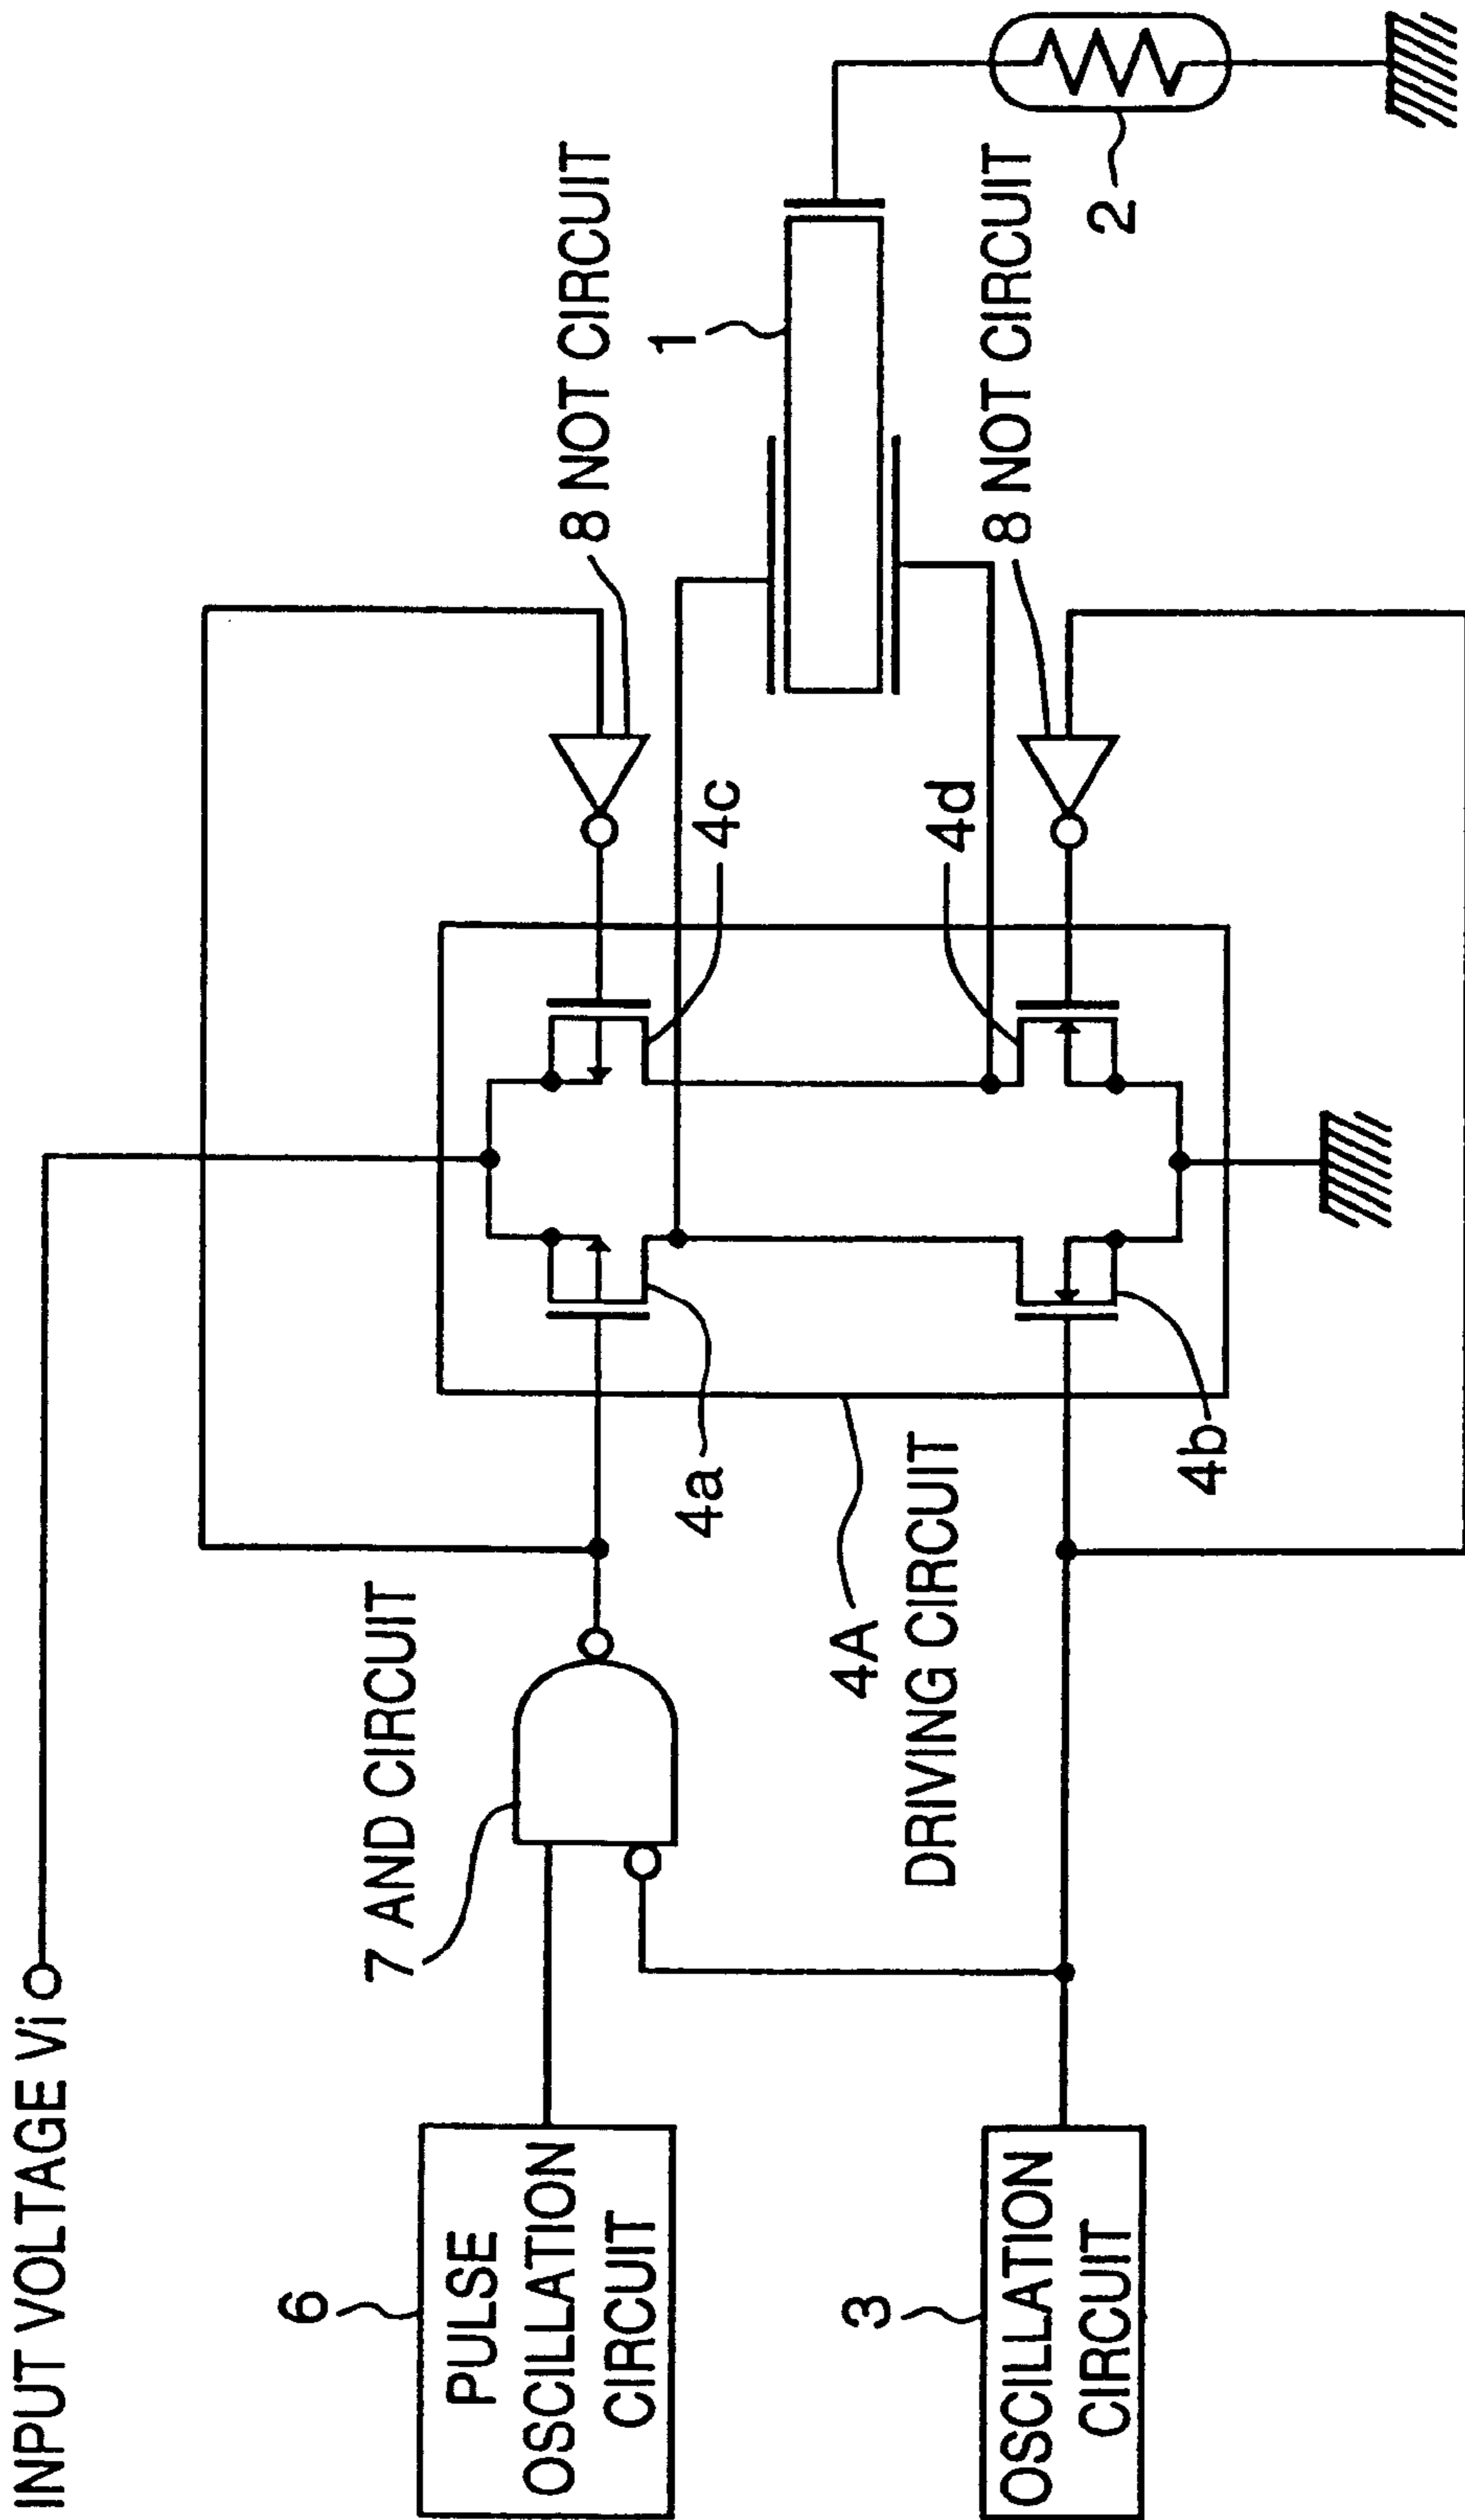 INPUT VOLTAGE Vi
6
PULSE
OSCILLATION
CIRCUIT
3
OSCILLATION
CIRCUIT
7 AND CIRCUIT
4A
DRIVING CIRCUIT
4a
4b
4c
4d
8 NOT CIRCUIT
1
8 NOT CIRCUIT
2